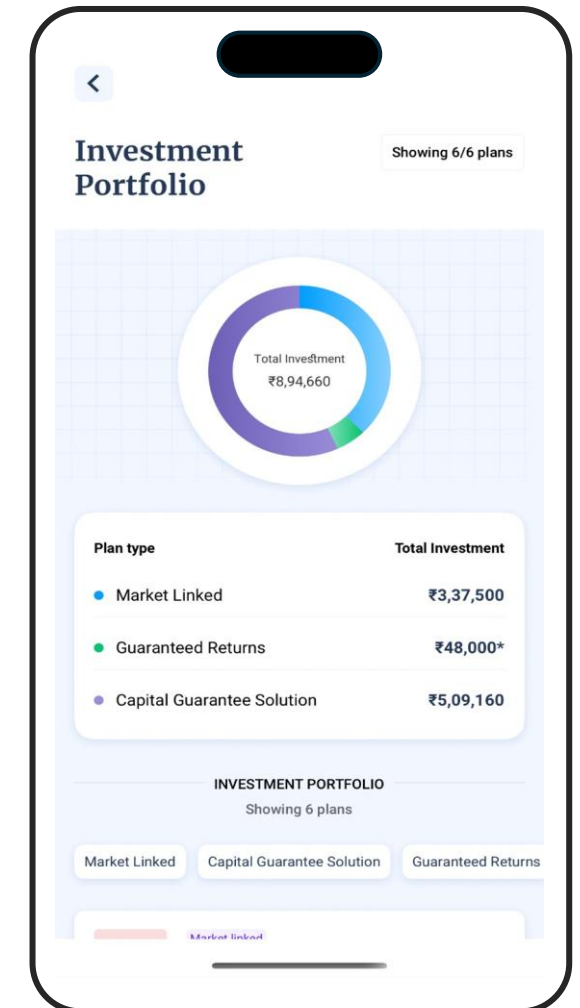 Investment
Portfolio
Showing 6/6 plans
Total Investment
₹8,94,660
Plan type
Total Investment
Market Linked
₹3,37,500
Guaranteed Returns
₹48,000*
Capital Guarantee Solution
₹5,09,160
INVESTMENT PORTFOLIO
Showing 6 plans
Market Linked
Capital Guarantee Solution
Guaranteed Returns
Market linked